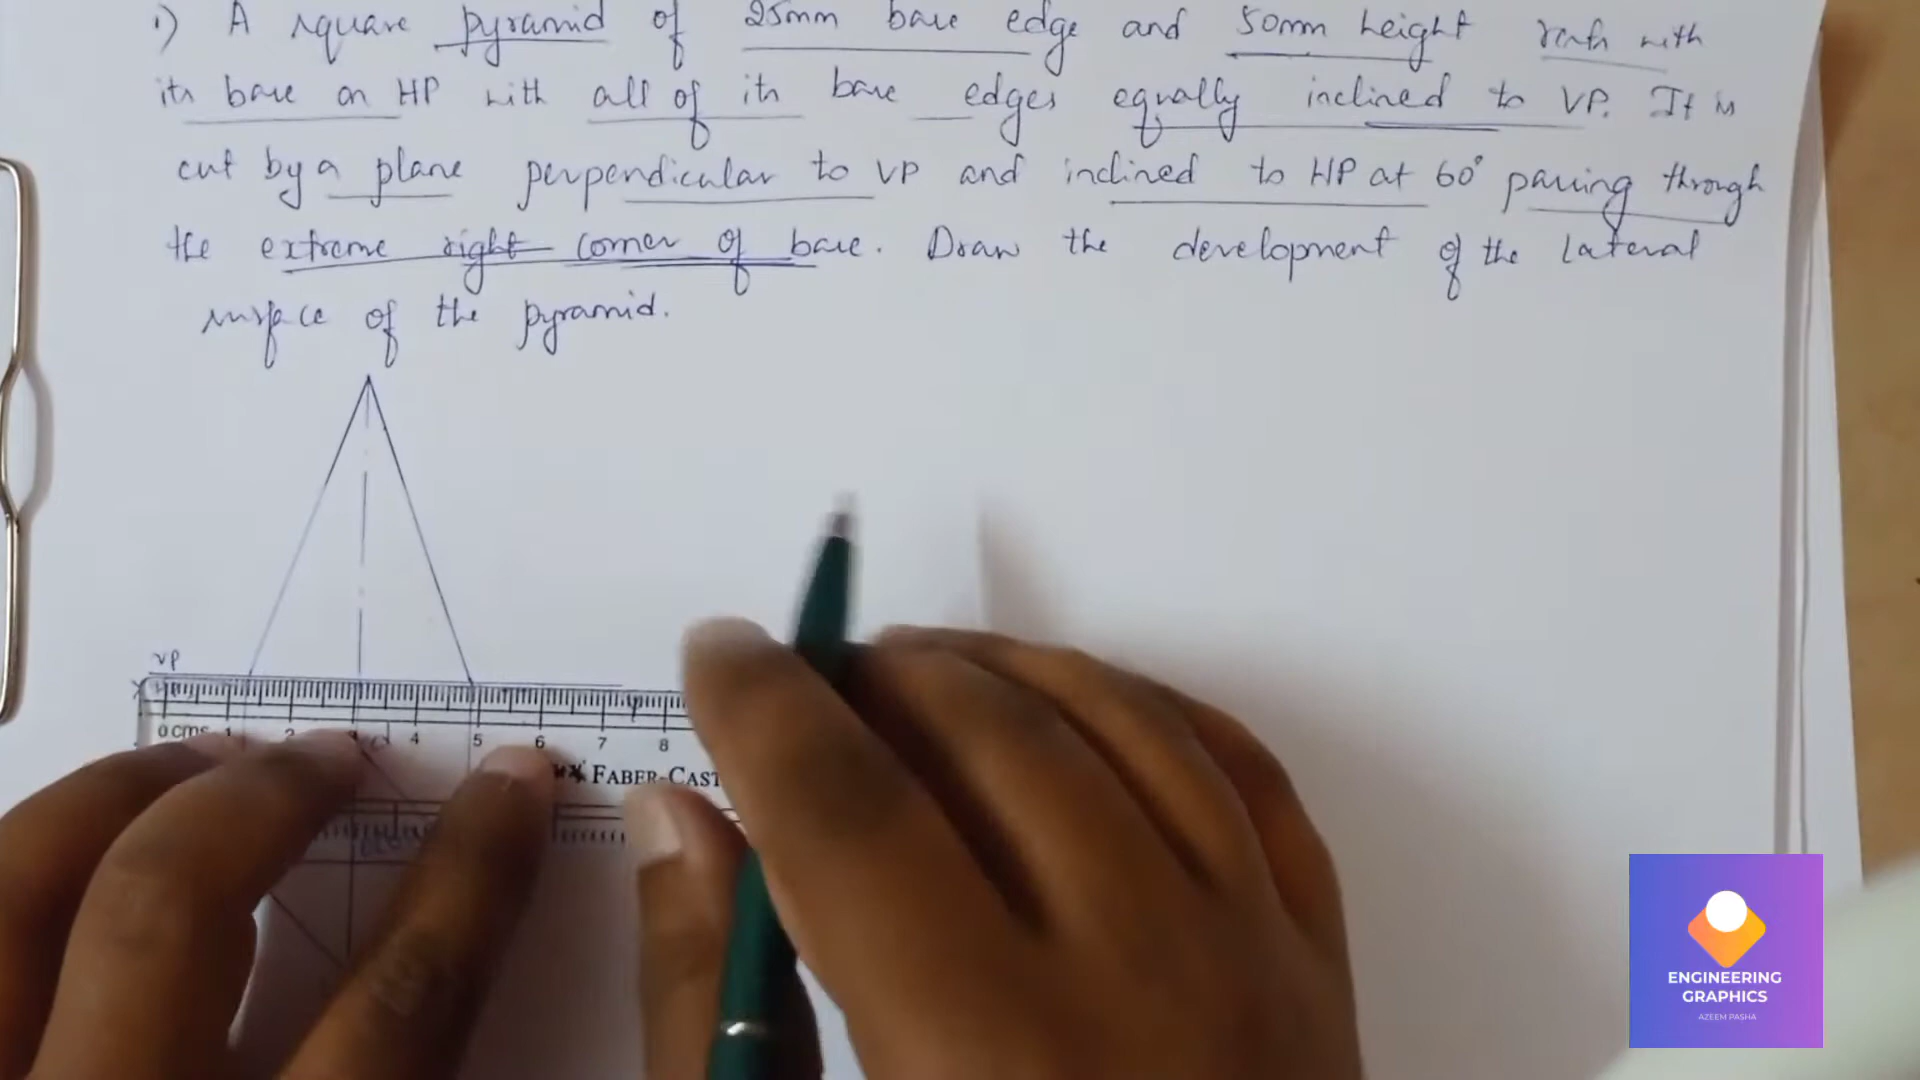 1) A square pyramid of 25mm base edge and 50mm height rests with
its base on HP with all of its base edges equally inclined to VP. It is
cut by a plane perpendicular to VP and inclined to HP at 60° passing through
the extreme right corner of base. Draw the development of the lateral
surface of the pyramid.
VP
X
0 cms 1 2 3 4 5 6 7 8
d
FABER-CAST
ENGINEERING
GRAPHICS
AZEEM PASHA